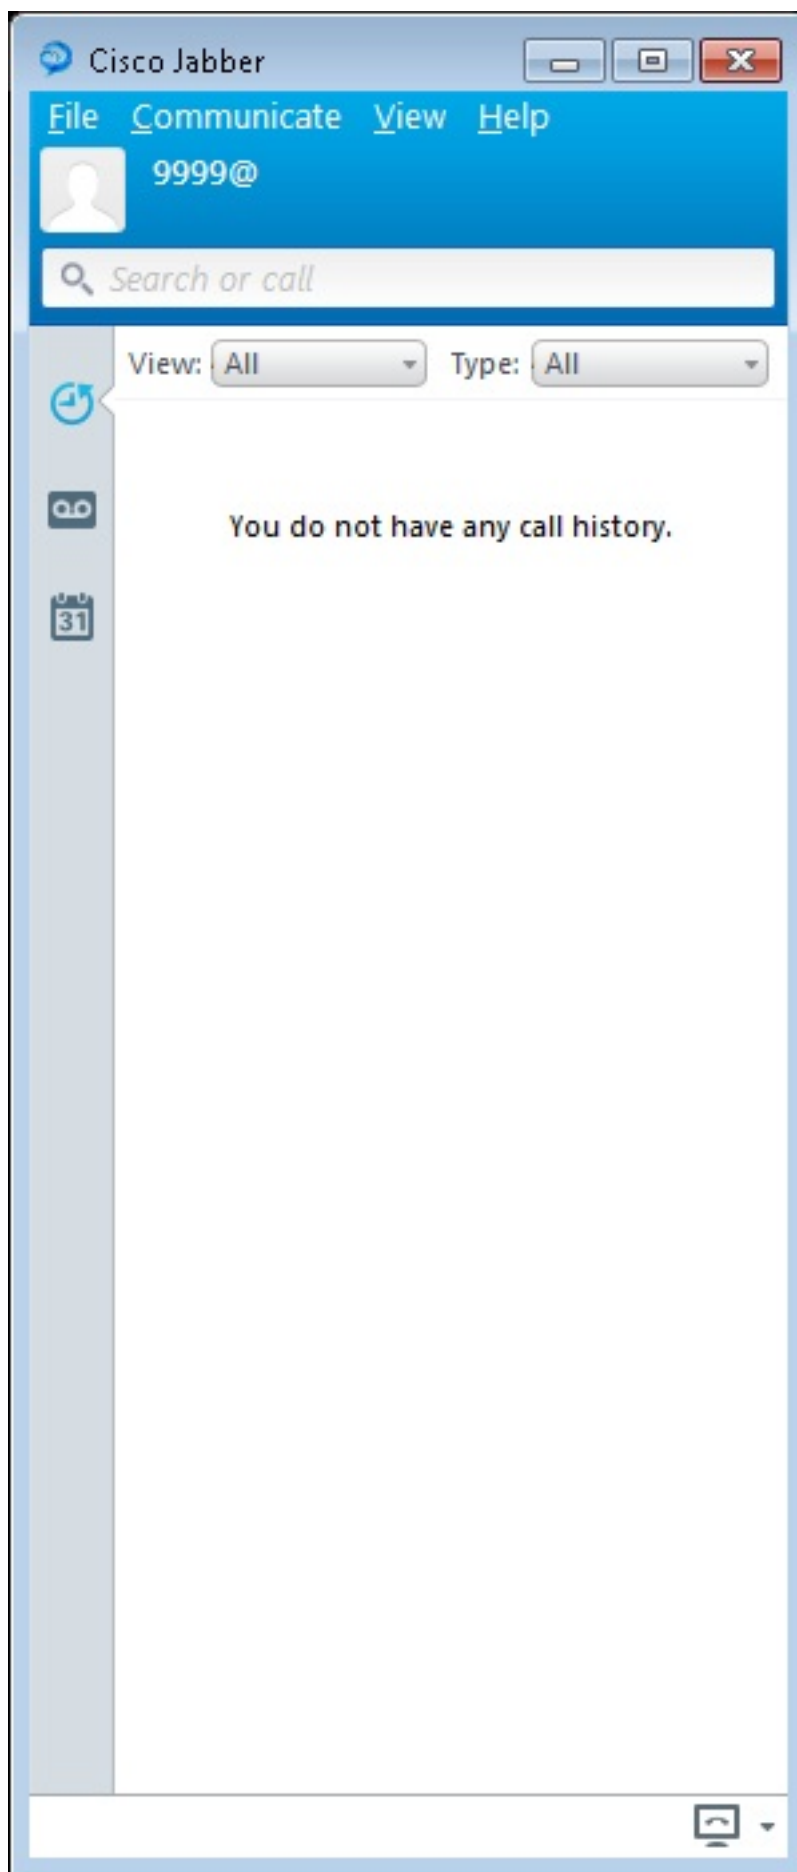 Cisco Jabber
File Communicate View Help
9999@
Search or call
View: All Type: All
You do not have any call history.
31